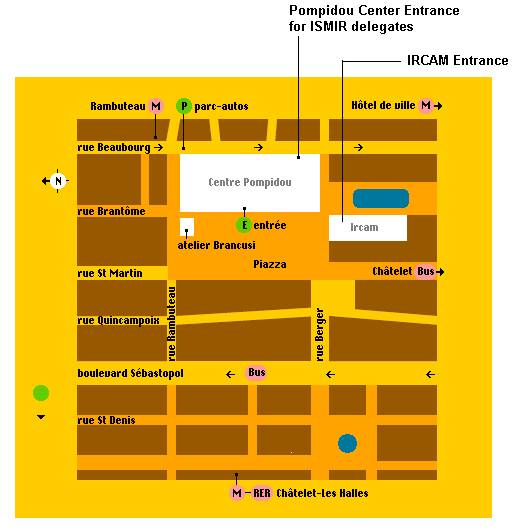 Pompidou Center Entrance
for ISMIR delegates
IRCAM Entrance
Rambuteau M
P parc-autos
Hôtel de ville M
rue Beaubourg
N
Centre Pompidou
rue Brantôme
E entrée
Ircam
atelier Brancusi
Piazza
rue St Martin
Châtelet Bus
rue Rambuteau
rue Berger
rue Quincampoix
boulevard Sébastopol
Bus
rue St Denis
M RER Châtelet-Les Halles